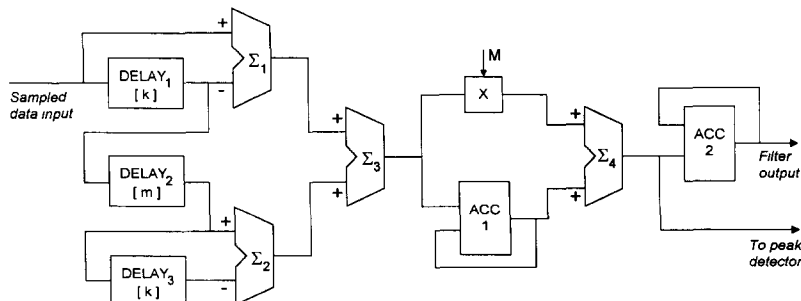 Sampled
data input
DELAY1
[k]
+
-
Σ1
DELAY2
[m]
DELAY3
[k]
+
-
Σ2
+
+
Σ3
M
X
ACC
1
+
+
Σ4
ACC
2
Filter
output
To peak
detector